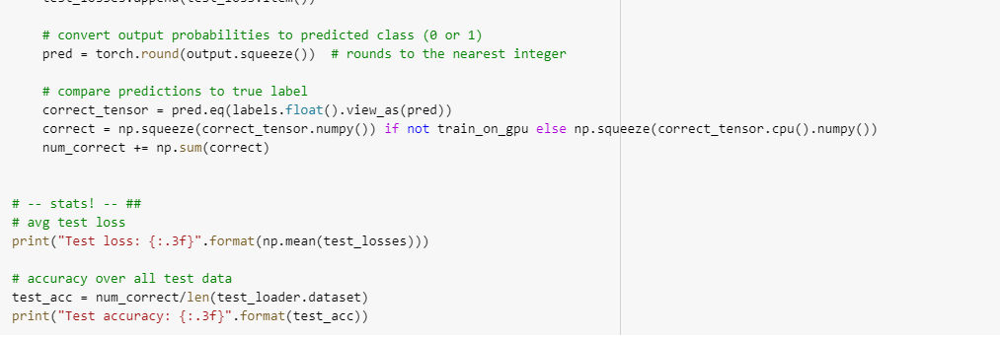 test_losses.append(test_loss.item())
# convert output probabilities to predicted class (0 or 1)
pred = torch.round(output.squeeze())  # rounds to the nearest integer
# compare predictions to true label
correct_tensor = pred.eq(labels.float().view_as(pred))
correct = np.squeeze(correct_tensor.numpy()) if not train_on_gpu else np.squeeze(correct_tensor.cpu().numpy())
num_correct += np.sum(correct)
# -- stats! -- ##
# avg test loss
print("Test loss: {:.3f}".format(np.mean(test_losses)))
# accuracy over all test data
test_acc = num_correct/len(test_loader.dataset)
print("Test accuracy: {:.3f}".format(test_acc))